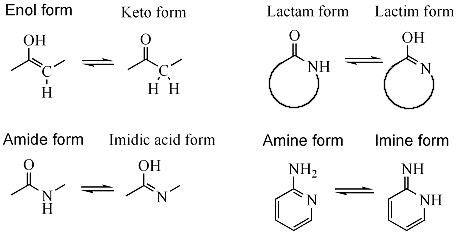 Enol form
Keto form
OH
C
H
O
C
H H
Lactam form
Lactim form
O
NH
OH
N
Amide form
Imidic acid form
O
N
H
OH
N
Amine form
Imine form
NH₂
N
NH
NH